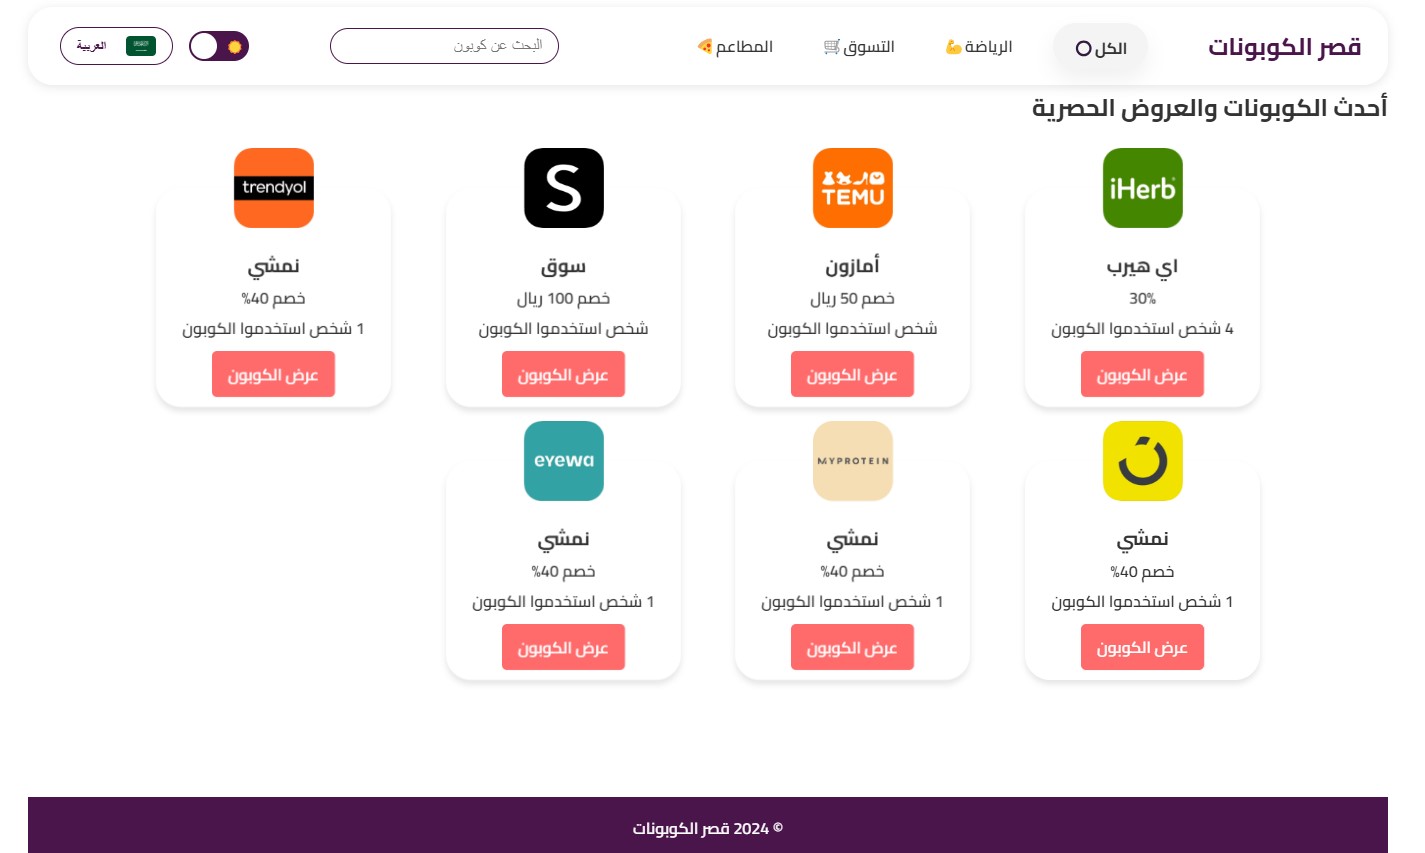 قصر الكوبونات
الكل
الرياضة
التسوق
المطاعم
البحث عن كوبون
العربية
أحدث الكوبونات والعروض الحصرية
iHerb
اي هيرب
30%
4 شخص استخدموا الكوبون
عرض الكوبون
TEMU
أمازون
خصم 50 ريال
شخص استخدموا الكوبون
عرض الكوبون
S
سوق
خصم 100 ريال
شخص استخدموا الكوبون
عرض الكوبون
trendyol
نمشي
خصم 40%
1 شخص استخدموا الكوبون
عرض الكوبون
نمشي
خصم 40%
1 شخص استخدموا الكوبون
عرض الكوبون
MYPROTEIN
نمشي
خصم 40%
1 شخص استخدموا الكوبون
عرض الكوبون
eyewa
نمشي
خصم 40%
1 شخص استخدموا الكوبون
عرض الكوبون
© 2024 قصر الكوبونات